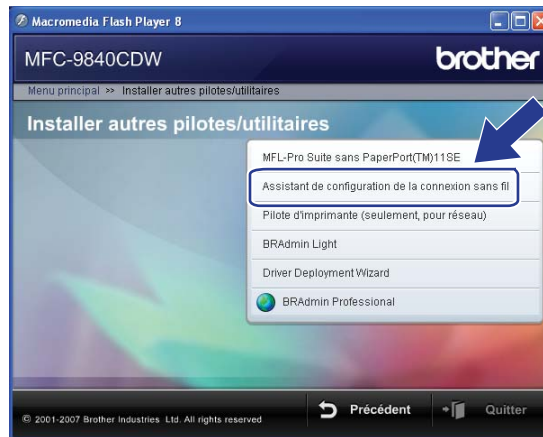 Macromedia Flash Player 8
MFC-9840CDW
brother
Menu principal >> Installer autres pilotes/utilitaires
Installer autres pilotes/utilitaires
MFL-Pro Suite sans PaperPort(TM)11SE
Assistant de configuration de la connexion sans fil
Pilote d'imprimante (seulement, pour réseau)
BRAdmin Light
Driver Deployment Wizard
BRAdmin Professional
© 2001-2007 Brother Industries Ltd. All rights reserved
Précédent
Quitter